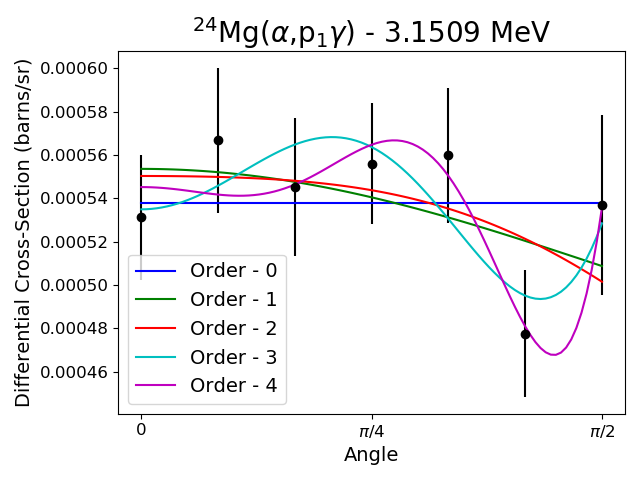 ²⁴Mg(α,p₁γ) - 3.1509 MeV
Differential Cross-Section (barns/sr)
0.00060
0.00058
0.00056
0.00054
0.00052
0.00050
0.00048
0.00046
Order - 0
Order - 1
Order - 2
Order - 3
Order - 4
0 π/4 π/2
Angle